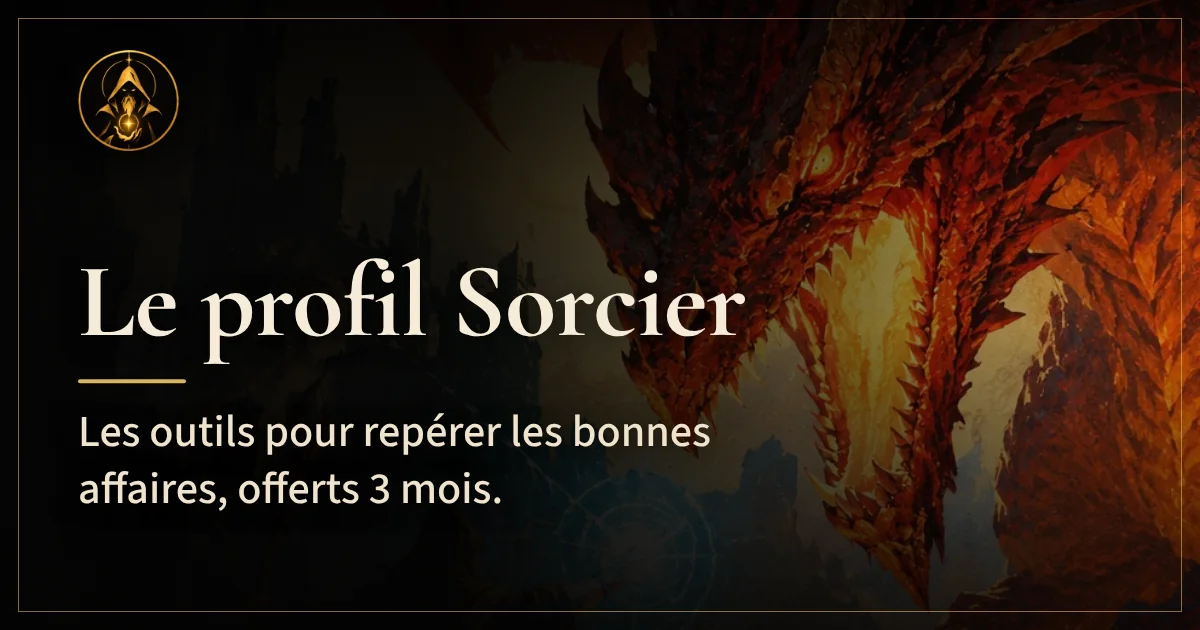 Le profil Sorcier
Les outils pour repérer les bonnes
affaires, offerts 3 mois.